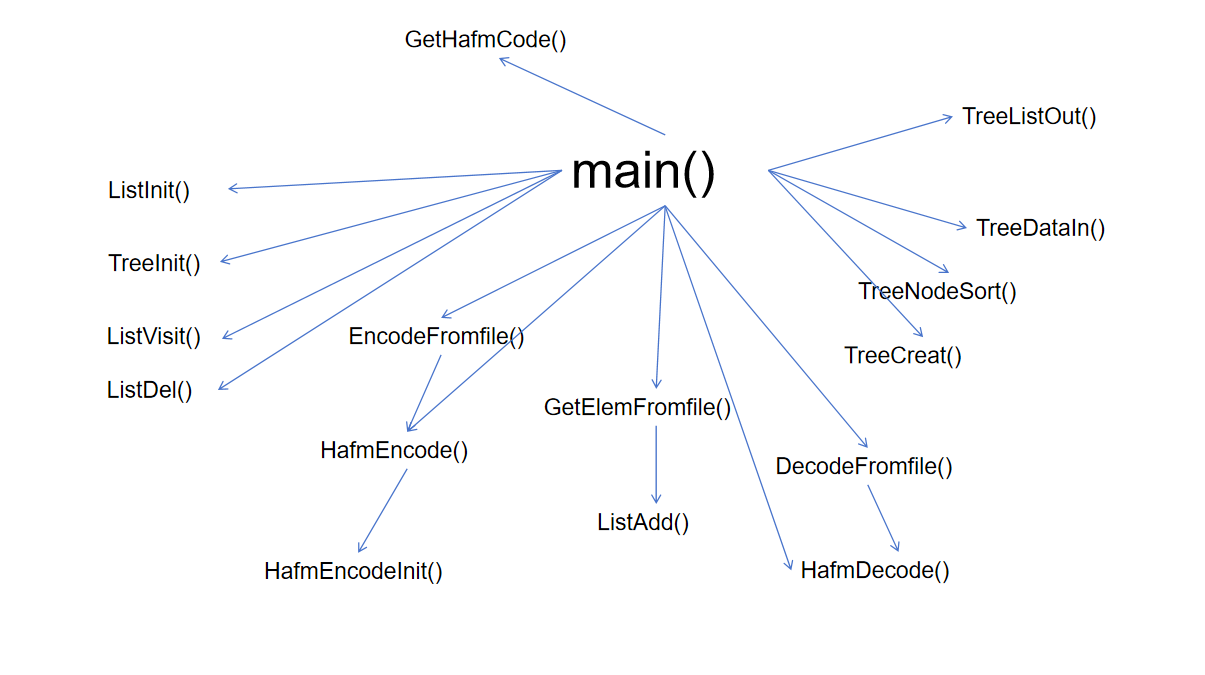 GetHafmCode()
TreeListOut()
main()
ListInit()
TreeDataIn()
TreeInit()
TreeNodeSort()
ListVisit()
EncodeFromfile()
TreeCreat()
ListDel()
GetElemFromfile()
HafmEncode()
DecodeFromfile()
ListAdd()
HafmEncodeInit()
HafmDecode()